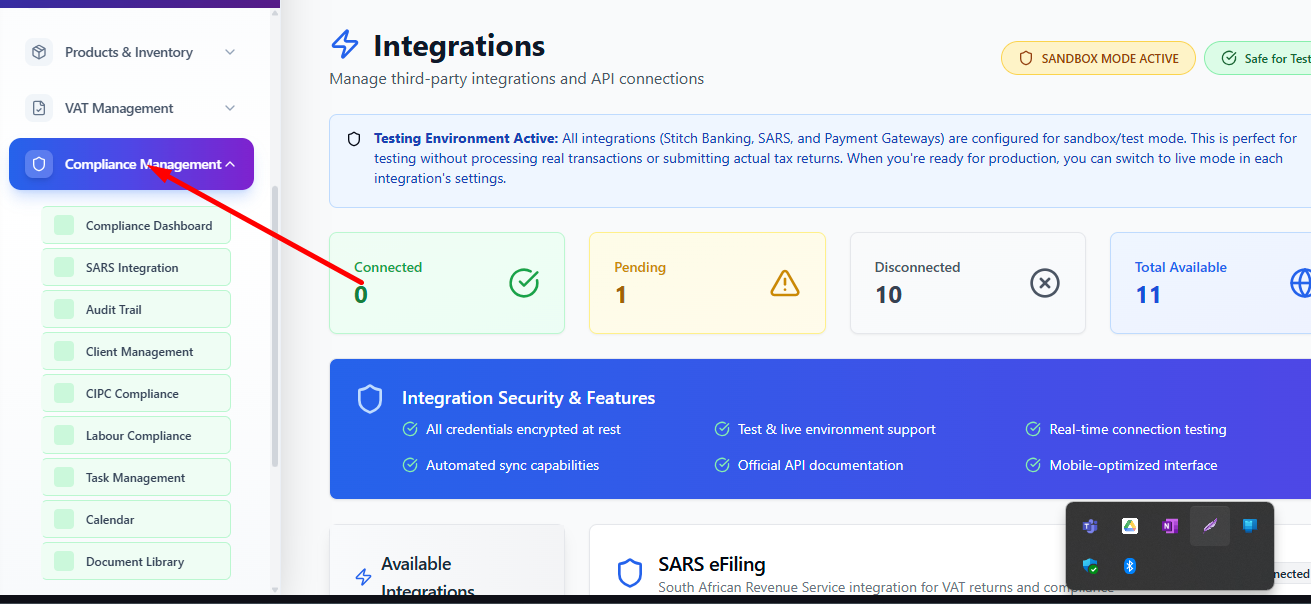 Products & Inventory
VAT Management
Compliance Management
Compliance Dashboard
SARS Integration
Audit Trail
Client Management
CIPC Compliance
Labour Compliance
Task Management
Calendar
Document Library
Integrations
Manage third-party integrations and API connections
SANDBOX MODE ACTIVE
Safe for Test
Testing Environment Active: All integrations (Stitch Banking, SARS, and Payment Gateways) are configured for sandbox/test mode. This is perfect for
testing without processing real transactions or submitting actual tax returns. When you're ready for production, you can switch to live mode in each
integration's settings.
Connected
0
Pending
1
Disconnected
10
Total Available
11
Integration Security & Features
All credentials encrypted at rest
Test & live environment support
Real-time connection testing
Automated sync capabilities
Official API documentation
Mobile-optimized interface
Available
Integrations
SARS eFiling
South African Revenue Service integration for VAT returns and compliance
nected